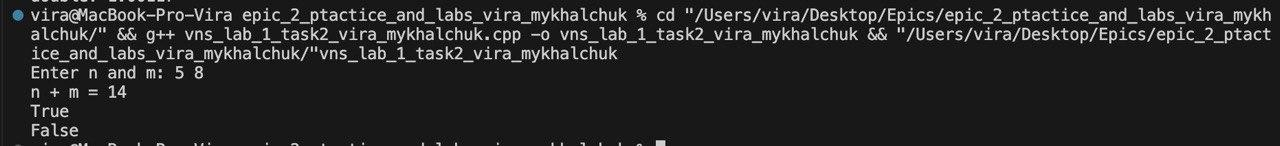 vira@MacBook-Pro-Vira epic_2_ptactice_and_labs_vira_mykhalchuk % cd "/Users/vira/Desktop/Epics/epic_2_ptactice_and_labs_vira_mykh
alchuk/" && g++ vns_lab_1_task2_vira_mykhalchuk.cpp -o vns_lab_1_task2_vira_mykhalchuk && "/Users/vira/Desktop/Epics/epic_2_ptact
ice_and_labs_vira_mykhalchuk/"vns_lab_1_task2_vira_mykhalchuk
Enter n and m: 5 8
n + m = 14
True
False